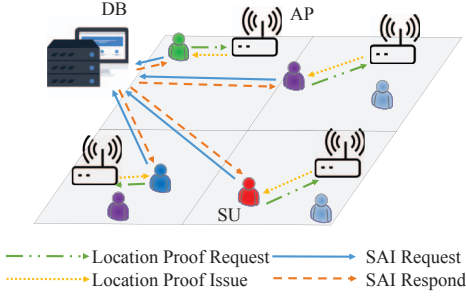 DB
AP
SU
Location Proof Request
SAI Request
Location Proof Issue
SAI Respond